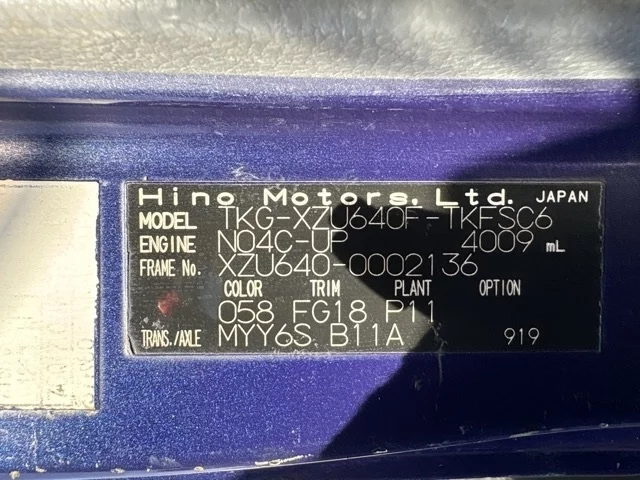 Hino Motors, Ltd. JAPAN
MODEL TKG-XZU640F-TKFSC6
ENGINE N04C-UP 4009 mL
FRAME No. XZU640-0002136
COLOR TRIM PLANT OPTION
058 FG18 P11
TRANS./AXLE MYY6S B11A 919